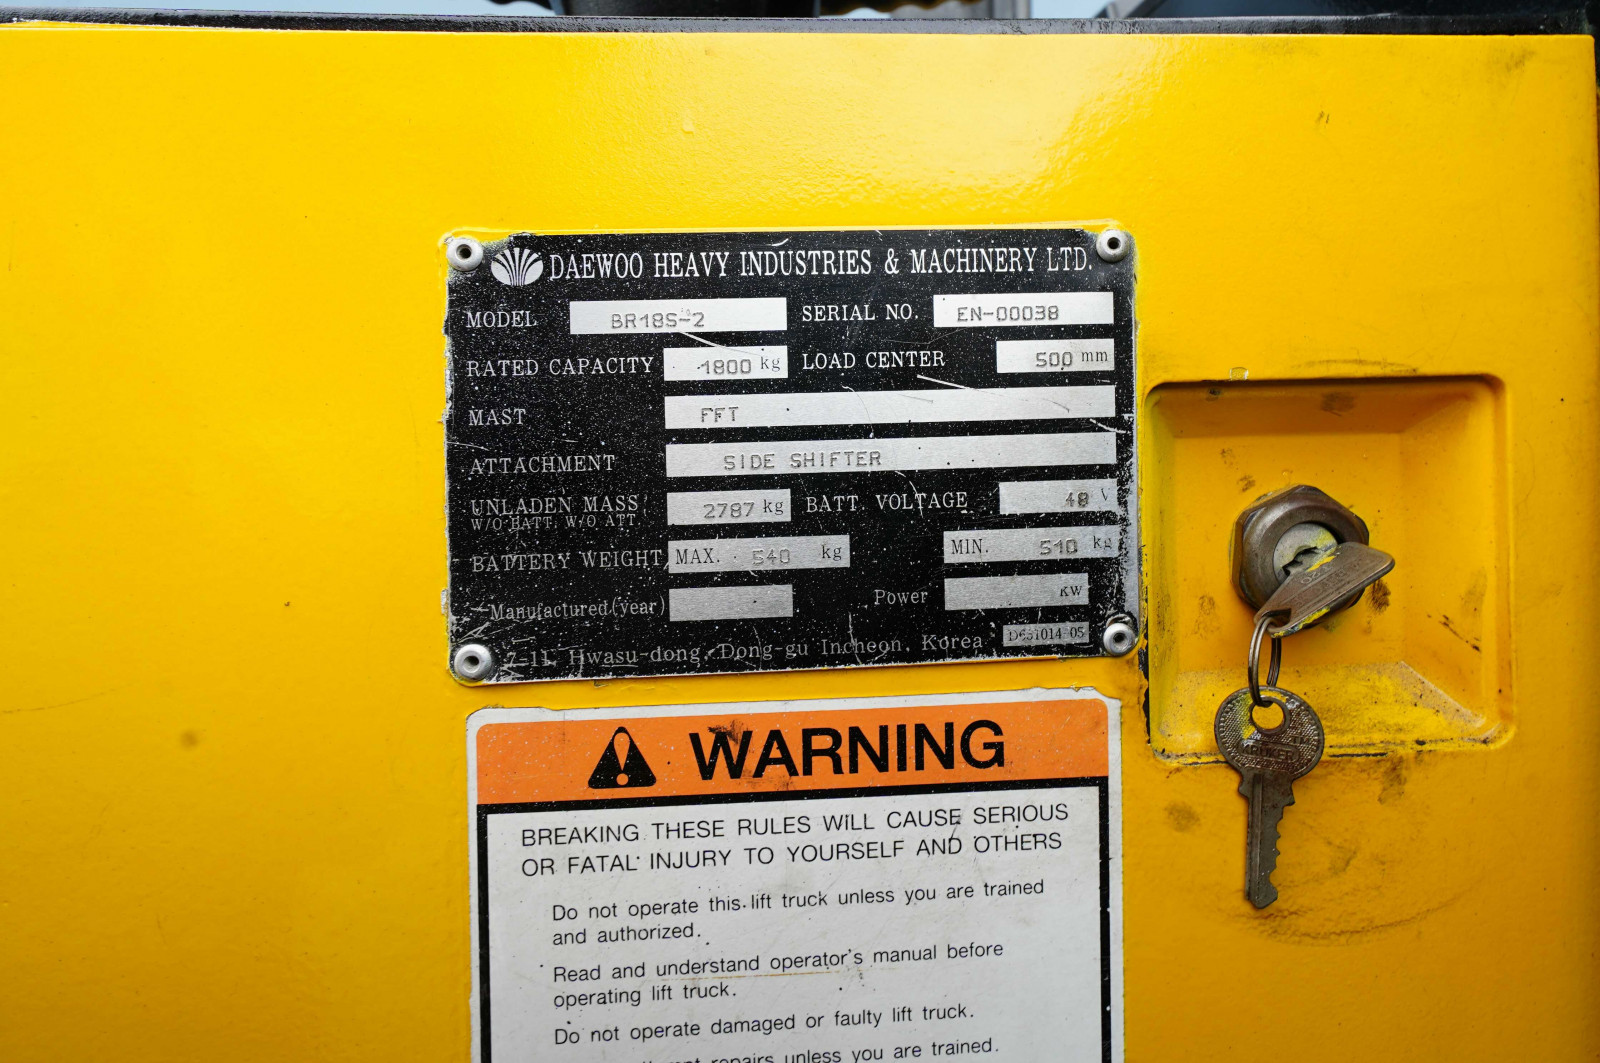 DAEWOO HEAVY INDUSTRIES & MACHINERY LTD.
MODEL BR18S-2 SERIAL NO. EN-00038
RATED CAPACITY 1800 kg LOAD CENTER 500 mm
MAST FFT
ATTACHMENT SIDE SHIFTER
UNLADEN MASS 2787 kg BATT. VOLTAGE 48 V
W/O BATT. W/O ATT.
BATTERY WEIGHT MAX. 540 kg MIN. 510 kg
Manufactured(year) Power KW
7-11, Hwasu-dong, Dong-gu Incheon, Korea
WARNING
BREAKING THESE RULES WILL CAUSE SERIOUS
OR FATAL INJURY TO YOURSELF AND OTHERS
Do not operate this lift truck unless you are trained
and authorized.
Read and understand operator's manual before
operating lift truck.
Do not operate damaged or faulty lift truck.
repairs unless you are trained.